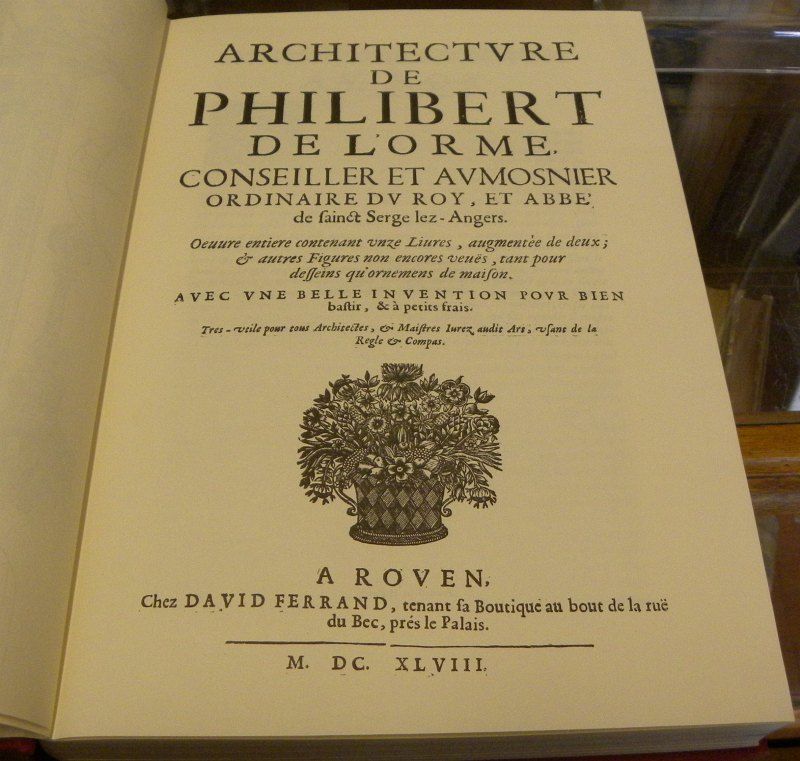 ARCHITECTVRE
DE
PHILIBERT
DE L'ORME,
CONSEILLER ET AVMOSNIER
ORDINAIRE DV ROY, ET ABBE'
de ſainct Serge lez-Angers.
Oeuure entiere contenant vnze Liures, augmentée de deux;
& autres Figures non encores veuës, tant pour
deſſeins qu'ornemens de maiſon.
AVEC VNE BELLE INVENTION POVR BIEN
baſtir, & à petits frais.
Tres-vtile pour tous Architectes, & Maiſtres Iurez audit Art, vſant de la
Regle & Compas.
A ROVEN,
Chez DAVID FERRAND, tenant ſa Boutique au bout de la ruë
du Bec, prés le Palais.
M. DC. XLVIII.